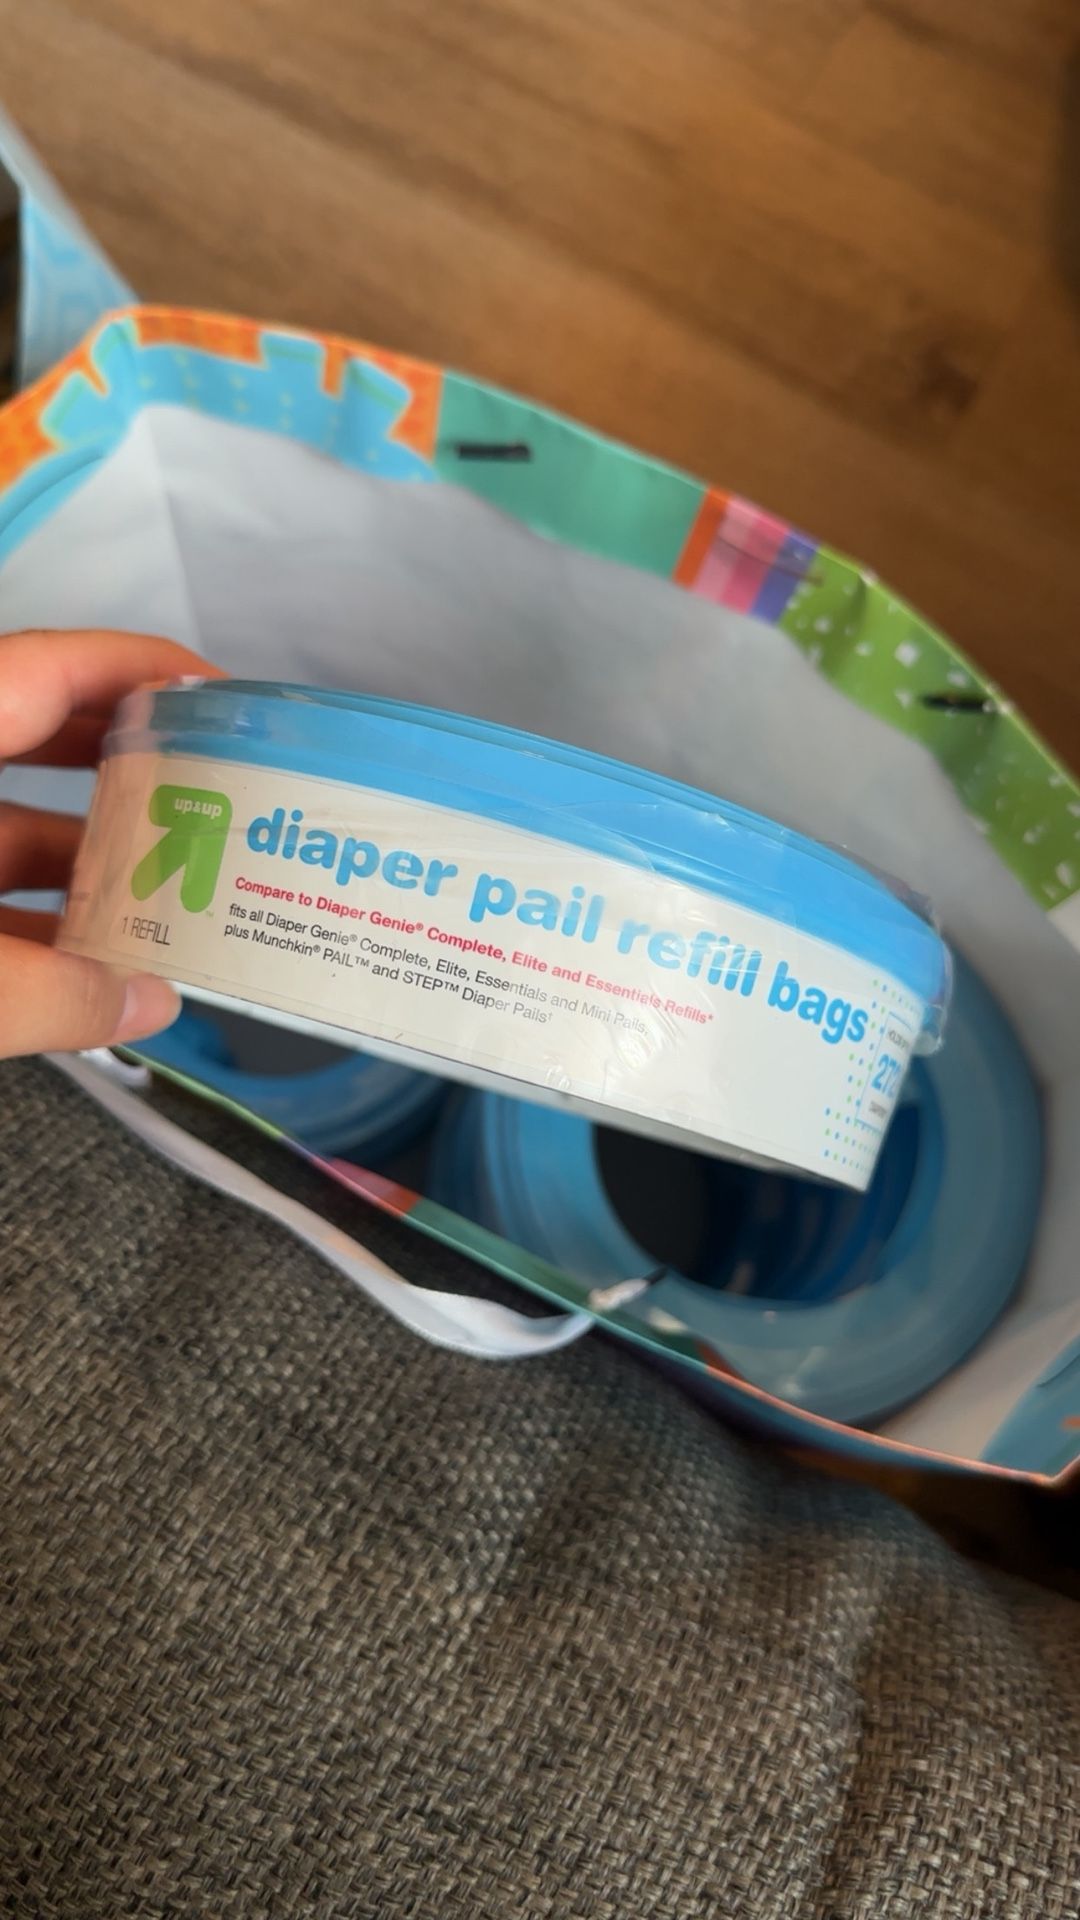 up&up
diaper pail refill bags
Compare to Diaper Genie® Complete, Elite and Essentials Refills*
fits all Diaper Genie® Complete, Elite, Essentials and Mini Pails,
plus Munchkin® PAIL™ and STEP™ Diaper Pails†
1 REFILL
272